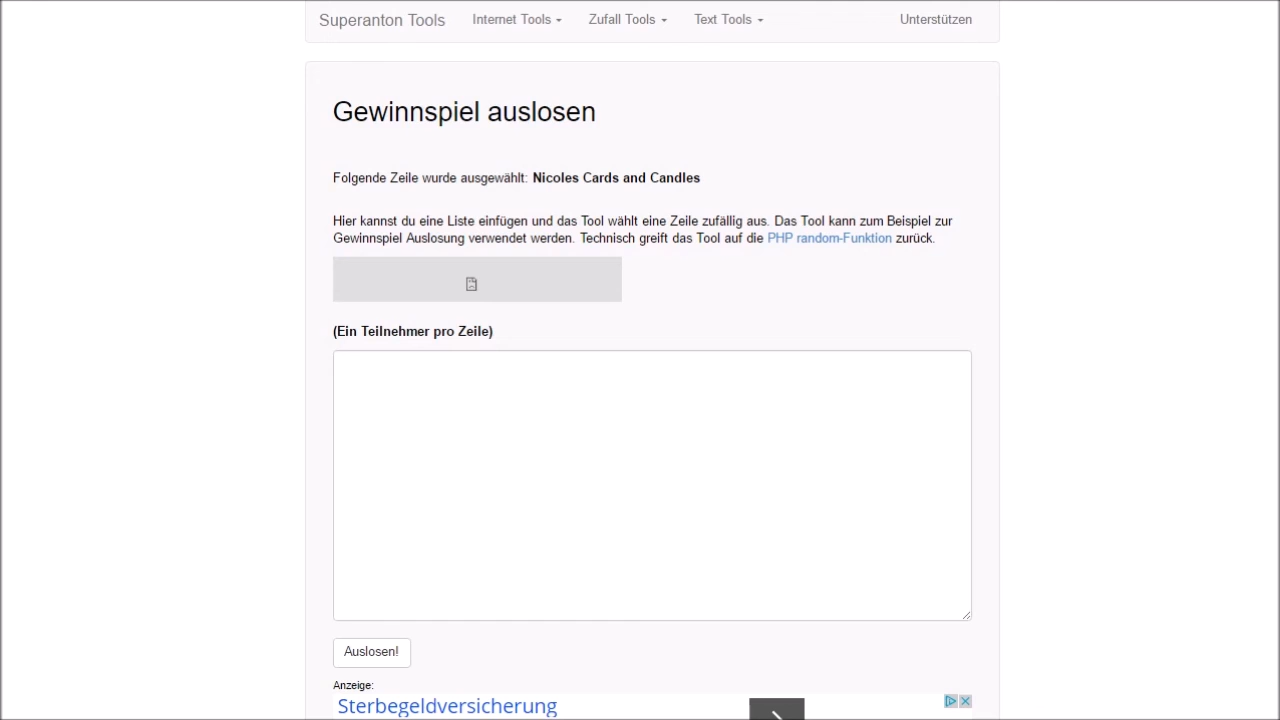 Superanton Tools Internet Tools Zufall Tools Text Tools Unterstützen
Gewinnspiel auslosen
Folgende Zeile wurde ausgewählt: Nicoles Cards and Candles
Hier kannst du eine Liste einfügen und das Tool wählt eine Zeile zufällig aus. Das Tool kann zum Beispiel zur
Gewinnspiel Auslosung verwendet werden. Technisch greift das Tool auf die PHP random-Funktion zurück.
(Ein Teilnehmer pro Zeile)
Auslosen!
Anzeige:
Sterbegeldversicherung